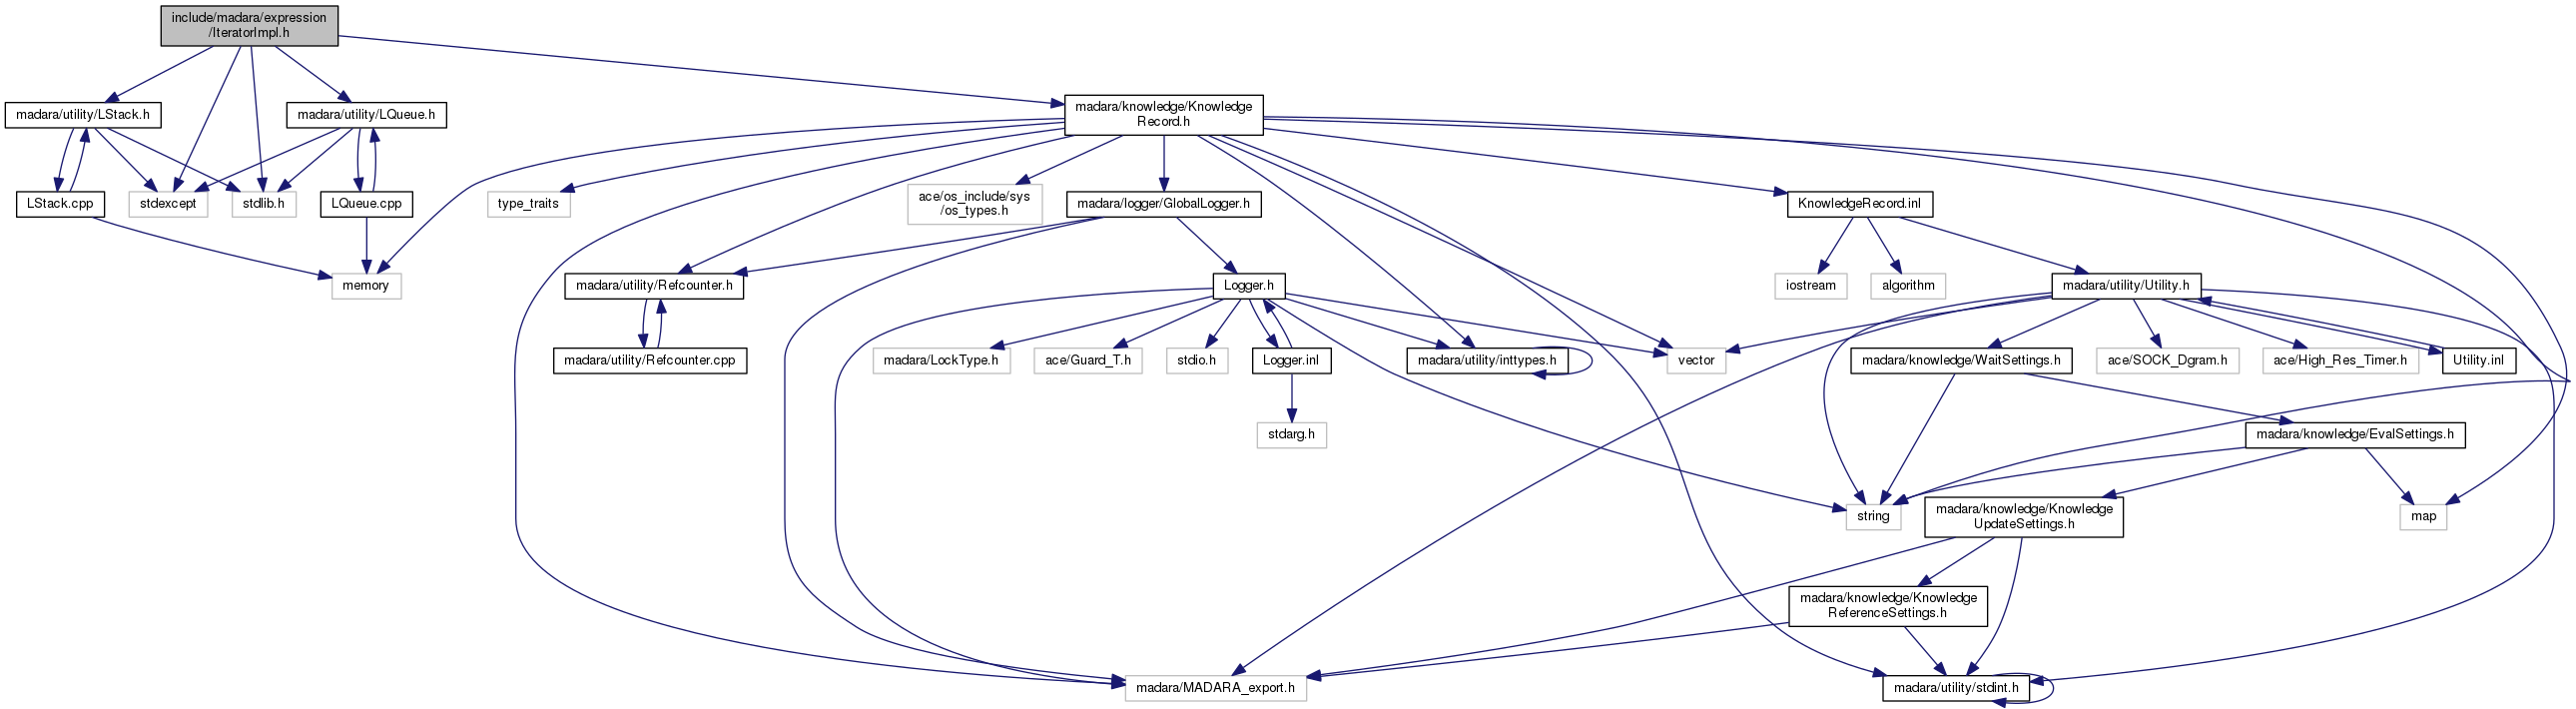 include/madara/expression
/IteratorImpl.h
madara/utility/LStack.h
madara/utility/LQueue.h
madara/knowledge/Knowledge
Record.h
LStack.cpp
stdexcept
stdlib.h
LQueue.cpp
type_traits
ace/os_include/sys
/os_types.h
madara/logger/GlobalLogger.h
KnowledgeRecord.inl
memory
madara/utility/Refcounter.h
Logger.h
iostream
algorithm
madara/utility/Utility.h
madara/utility/Refcounter.cpp
madara/LockType.h
ace/Guard_T.h
stdio.h
Logger.inl
madara/utility/inttypes.h
vector
madara/knowledge/WaitSettings.h
ace/SOCK_Dgram.h
ace/High_Res_Timer.h
Utility.inl
stdarg.h
madara/knowledge/EvalSettings.h
string
madara/knowledge/Knowledge
UpdateSettings.h
map
madara/knowledge/Knowledge
ReferenceSettings.h
madara/MADARA_export.h
madara/utility/stdint.h